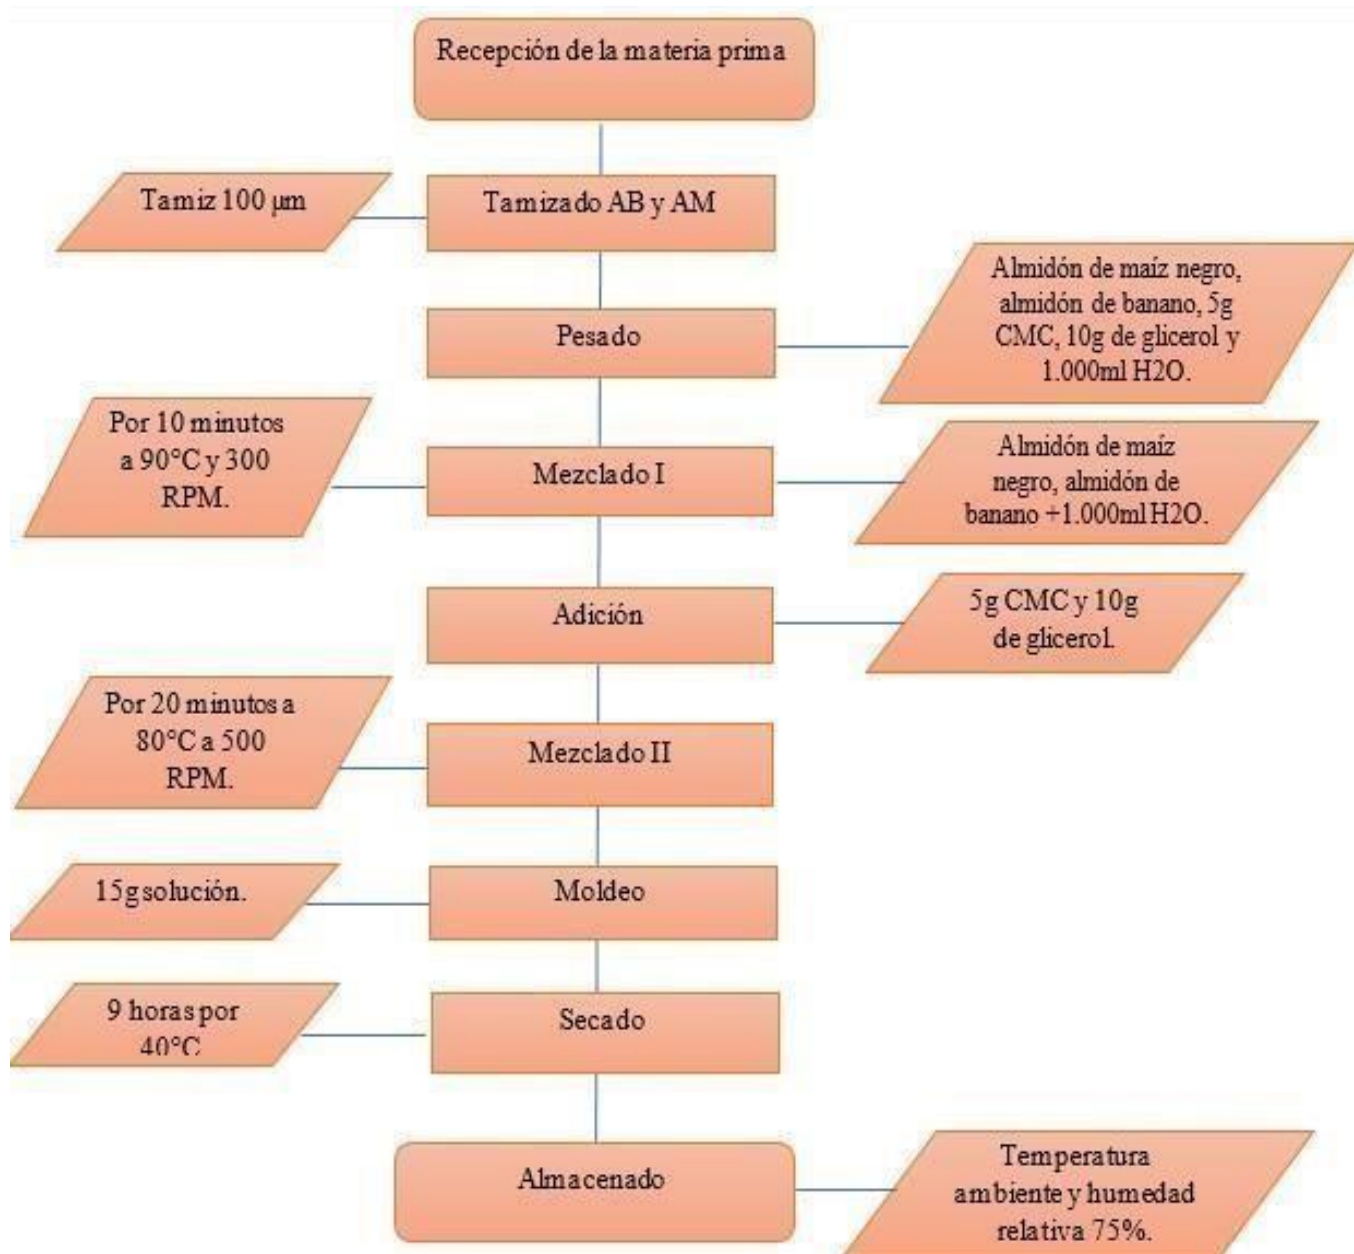 Recepción de la materia prima
Tamiz 100 μm
Tamizado AB y AM
Pesado
Almidón de maíz negro,
almidón de banano, 5g
CMC, 10g de glicerol y
1.000ml H2O.
Por 10 minutos
a 90°C y 300
RPM.
Mezclado I
Almidón de maíz
negro, almidón de
banano +1.000ml H2O.
Adición
5g CMC y 10g
de glicerol.
Por 20 minutos a
80°C a 500
RPM.
Mezclado II
15g solución.
Moldeo
9 horas por
40°C
Secado
Almacenado
Temperatura
ambiente y humedad
relativa 75%.